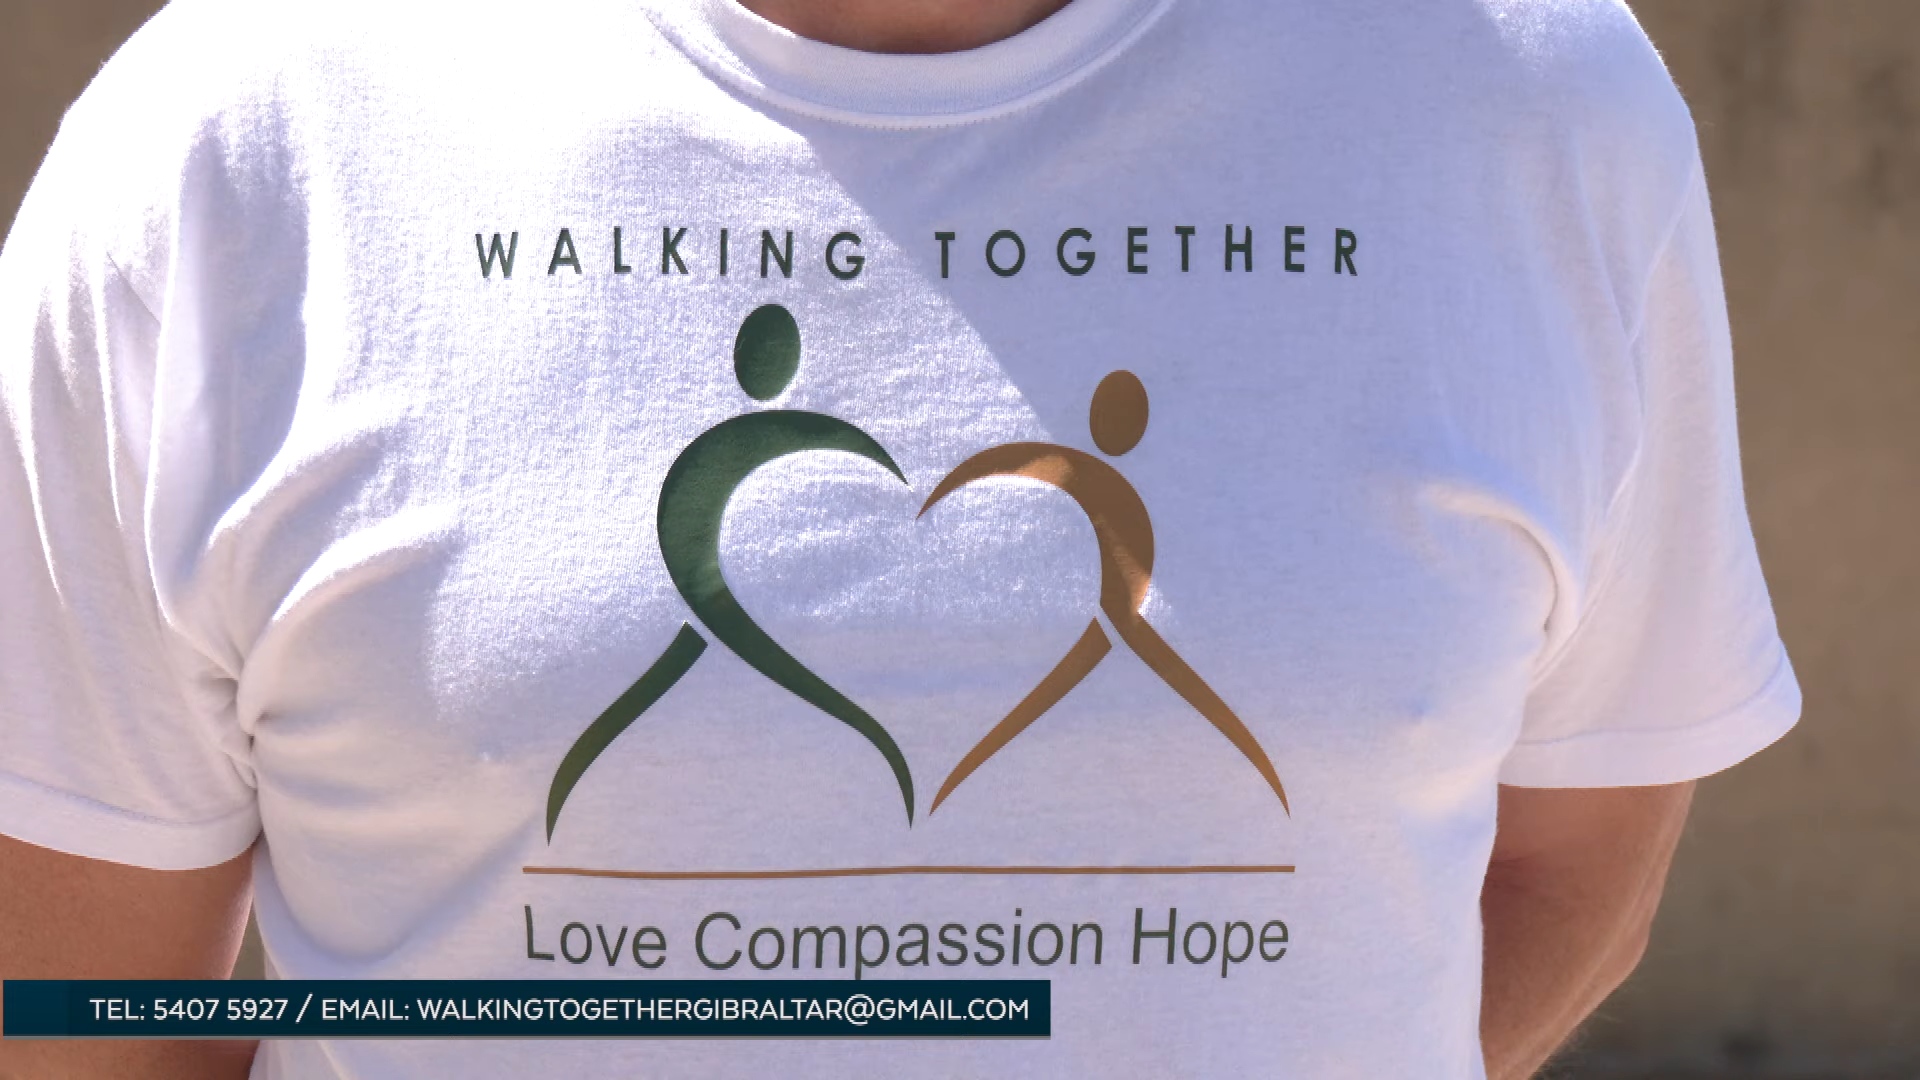 WALKING TOGETHER
Love Compassion Hope
TEL: 5407 5927 / EMAIL: WALKINGTOGETHERGIBRALTAR@GMAIL.COM